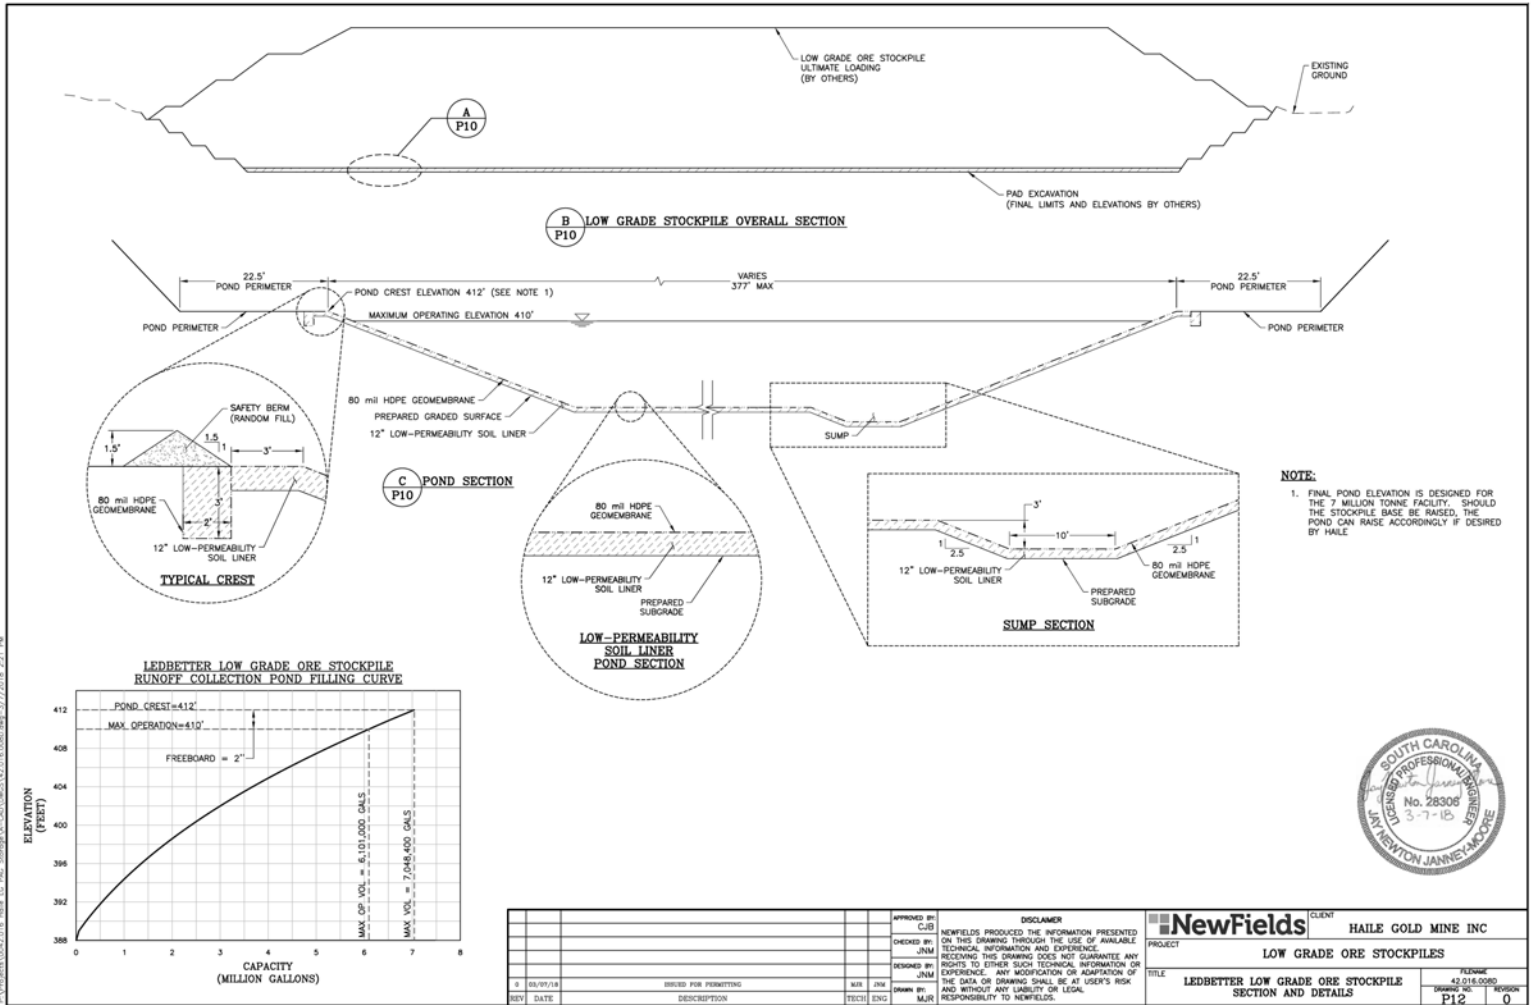 LOW GRADE ORE STOCKPILE
ULTIMATE LOADING
(BY OTHERS)
EXISTING
GROUND
A
P10
PAD EXCAVATION
(FINAL LIMITS AND ELEVATIONS BY OTHERS)
B
P10
LOW GRADE STOCKPILE OVERALL SECTION
22.5'
POND PERIMETER
VARIES
377' MAX
22.5'
POND PERIMETER
POND CREST ELEVATION 412' (SEE NOTE 1)
MAXIMUM OPERATING ELEVATION 410'
POND PERIMETER
POND PERIMETER
80 mil HDPE GEOMEMBRANE
PREPARED GRADED SURFACE
12" LOW-PERMEABILITY SOIL LINER
SUMP
C
P10
POND SECTION
SAFETY BERM
(RANDOM FILL)
1.5'
1.5
1
3'
3'
2'
80 mil HDPE
GEOMEMBRANE
12" LOW-PERMEABILITY
SOIL LINER
TYPICAL CREST
80 mil HDPE
GEOMEMBRANE
12" LOW-PERMEABILITY
SOIL LINER
PREPARED
SUBGRADE
LOW-PERMEABILITY
SOIL LINER
POND SECTION
3'
10'
1
2.5
2.5
1
12" LOW-PERMEABILITY
SOIL LINER
80 mil HDPE
GEOMEMBRANE
PREPARED
SUBGRADE
SUMP SECTION
NOTE:
1. FINAL POND ELEVATION IS DESIGNED FOR
THE 7 MILLION TONNE FACILITY. SHOULD
THE STOCKPILE BASE BE RAISED, THE
POND CAN RAISE ACCORDINGLY IF DESIRED
BY HAILE
LEDBETTER LOW GRADE ORE STOCKPILE
RUNOFF COLLECTION POND FILLING CURVE
POND CREST=412'
MAX OPERATION=410'
FREEBOARD = 2''
MAX OP VOL = 6,101,000 GALS
MAX VOL = 7,048,400 GALS
412
408
404
400
396
392
388
ELEVATION
(FEET)
0 1 2 3 4 5 6 7 8
CAPACITY
(MILLION GALLONS)
SOUTH CAROLINA
LICENSED PROFESSIONAL ENGINEER
No. 28306
3-7-18
JAY NEWTON JANNEY-MOORE
0 03/07/18 ISSUED FOR PERMITTING MJR JNM
REV DATE DESCRIPTION TECH ENG
APPROVED BY:
CJB
CHECKED BY:
JNM
DESIGNED BY:
JNM
DRAWN BY:
MJR
DISCLAIMER
NEWFIELDS PRODUCED THE INFORMATION PRESENTED
ON THIS DRAWING THROUGH THE USE OF AVAILABLE
TECHNICAL INFORMATION AND EXPERIENCE.
RECEIVING THIS DRAWING DOES NOT GUARANTEE ANY
RIGHTS TO EITHER SUCH TECHNICAL INFORMATION OR
EXPERIENCE. ANY MODIFICATION OR ADAPTATION OF
THE DATA OR DRAWING SHALL BE AT USER'S RISK
AND WITHOUT ANY LIABILITY OR LEGAL
RESPONSIBILITY TO NEWFIELDS.
NewFields
CLIENT
HAILE GOLD MINE INC
PROJECT
LOW GRADE ORE STOCKPILES
TITLE
LEDBETTER LOW GRADE ORE STOCKPILE
SECTION AND DETAILS
FILENAME
42.016.0080
DRAWING NO.
P12
REVISION
0